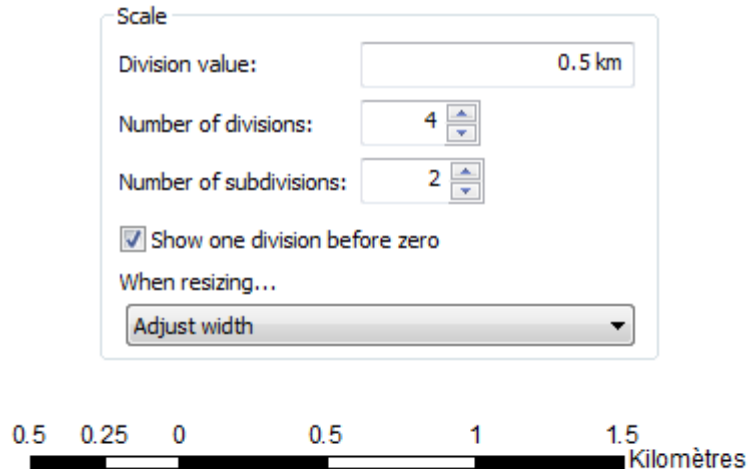 Scale
Division value: 0.5 km
Number of divisions: 4
Number of subdivisions: 2
Show one division before zero
When resizing...
Adjust width
0.5 0.25 0 0.5 1 1.5
Kilomètres